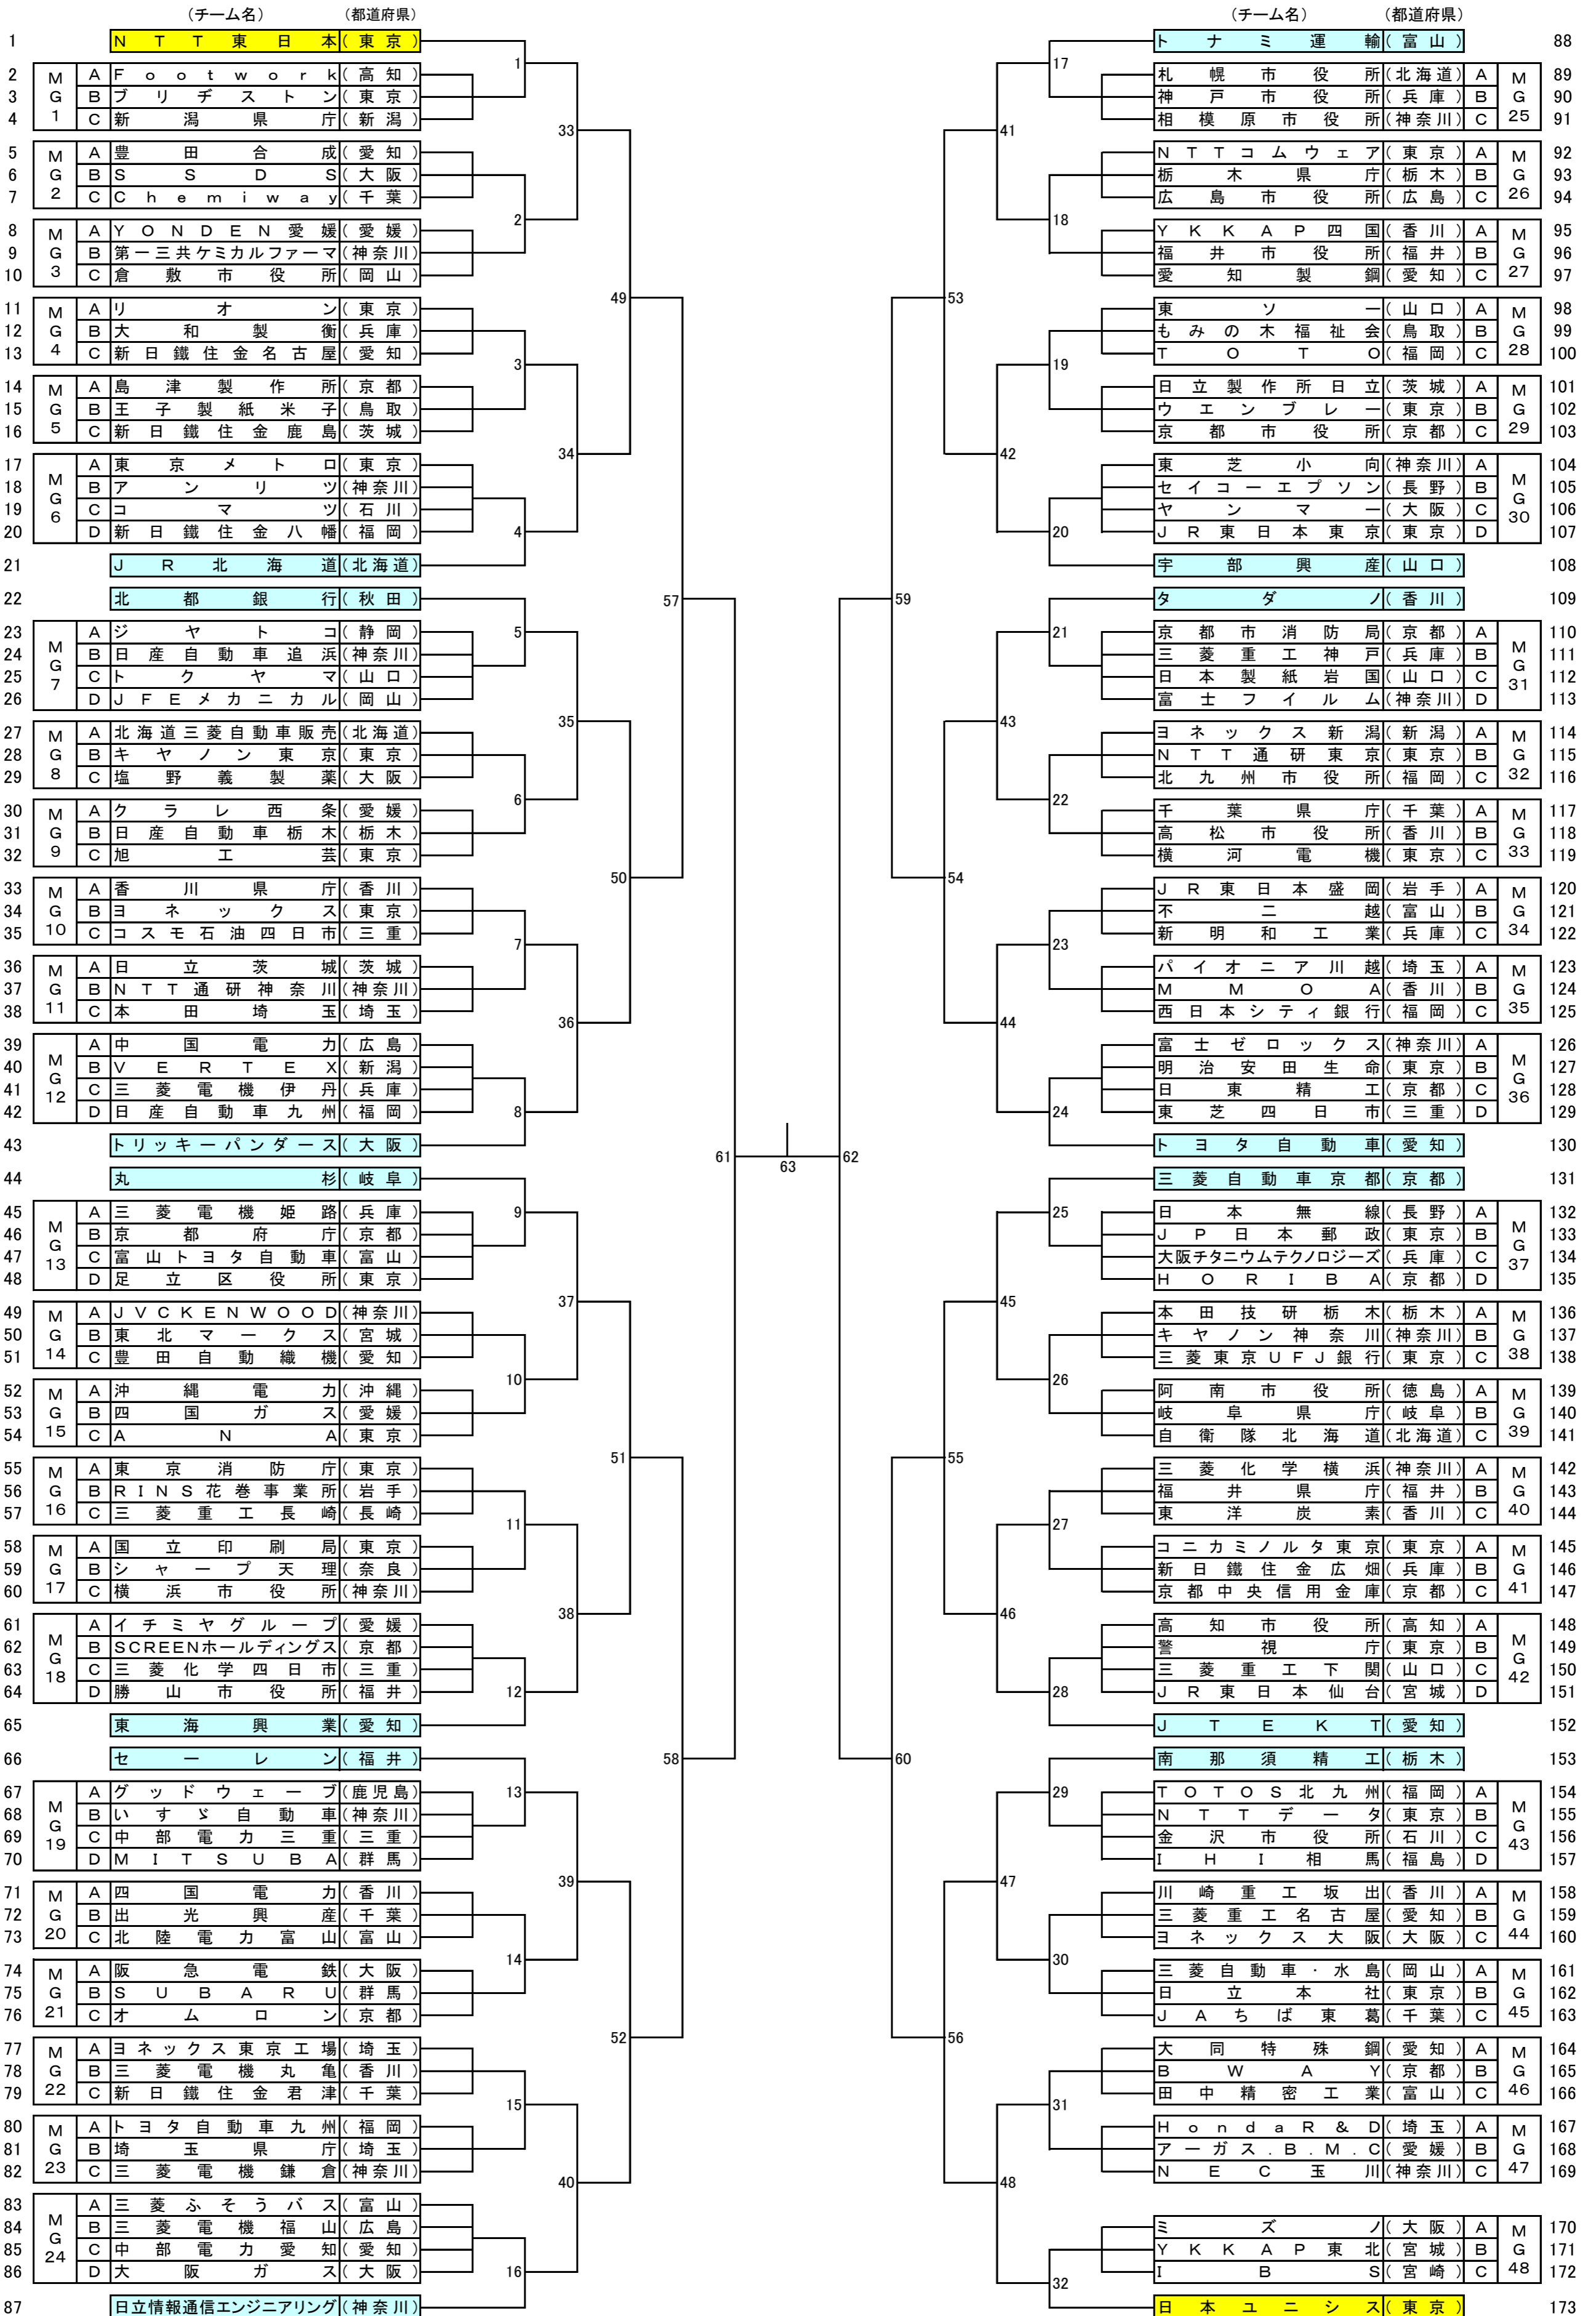 (チーム名) (都道府県)
1 NTT東日本 (東京)
MG1
2 A Footwork (高知)
3 B ブリヂストン (東京)
4 C 新潟県庁 (新潟)
MG2
5 A 豊田合成 (愛知)
6 B SSDS (大阪)
7 C Chemiway (千葉)
MG3
8 A YONDEN愛媛 (愛媛)
9 B 第一三共ケミカルファーマ (神奈川)
10 C 倉敷市役所 (岡山)
MG4
11 A リオン (東京)
12 B 大和製衡 (兵庫)
13 C 新日鐵住金名古屋 (愛知)
MG5
14 A 島津製作所 (京都)
15 B 王子製紙米子 (鳥取)
16 C 新日鐵住金鹿島 (茨城)
MG6
17 A 東京メトロ (東京)
18 B アンリツ (神奈川)
19 C コマツ (石川)
20 D 新日鐵住金八幡 (福岡)
21 JR北海道 (北海道)
22 北都銀行 (秋田)
MG7
23 A ジヤトコ (静岡)
24 B 日産自動車追浜 (神奈川)
25 C トクヤマ (山口)
26 D JFEメカニカル (岡山)
MG8
27 A 北海道三菱自動車販売 (北海道)
28 B キヤノン東京 (東京)
29 C 塩野義製薬 (大阪)
MG9
30 A クラレ西条 (愛媛)
31 B 日産自動車栃木 (栃木)
32 C 旭工芸 (東京)
MG10
33 A 香川県庁 (香川)
34 B ヨネックス (東京)
35 C コスモ石油四日市 (三重)
MG11
36 A 日立茨城 (茨城)
37 B NTT通研神奈川 (神奈川)
38 C 本田埼玉 (埼玉)
MG12
39 A 中国電力 (広島)
40 B VERTEX (新潟)
41 C 三菱電機伊丹 (兵庫)
42 D 日産自動車九州 (福岡)
43 トリッキーパンダース (大阪)
44 丸杉 (岐阜)
MG13
45 A 三菱電機姫路 (兵庫)
46 B 京都府庁 (京都)
47 C 富山トヨタ自動車 (富山)
48 D 足立区役所 (東京)
MG14
49 A JVCKENWOOD (神奈川)
50 B 東北マークス (宮城)
51 C 豊田自動織機 (愛知)
MG15
52 A 沖縄電力 (沖縄)
53 B 四国ガス (愛媛)
54 C ANA (東京)
MG16
55 A 東京消防庁 (東京)
56 B RINS花巻事業所 (岩手)
57 C 三菱重工長崎 (長崎)
MG17
58 A 国立印刷局 (東京)
59 B シャープ天理 (奈良)
60 C 横浜市役所 (神奈川)
MG18
61 A イチミヤグループ (愛媛)
62 B SCREENホールディングス (京都)
63 C 三菱化学四日市 (三重)
64 D 勝山市役所 (福井)
65 東海興業 (愛知)
66 セーレン (福井)
MG19
67 A グッドウェーブ (鹿児島)
68 B いすゞ自動車 (神奈川)
69 C 中部電力三重 (三重)
70 D MITSUBA (群馬)
MG20
71 A 四国電力 (香川)
72 B 出光興産 (千葉)
73 C 北陸電力富山 (富山)
MG21
74 A 阪急電鉄 (大阪)
75 B SUBARU (群馬)
76 C オムロン (京都)
MG22
77 A ヨネックス東京工場 (埼玉)
78 B 三菱電機丸亀 (香川)
79 C 新日鐵住金君津 (千葉)
MG23
80 A トヨタ自動車九州 (福岡)
81 B 埼玉県庁 (埼玉)
82 C 三菱電機鎌倉 (神奈川)
MG24
83 A 三菱ふそうバス (富山)
84 B 三菱電機福山 (広島)
85 C 中部電力愛知 (愛知)
86 D 大阪ガス (大阪)
87 日立情報通信エンジニアリング (神奈川)
1
2
3
4
5
6
7
8
9
10
11
12
13
14
15
16
33
34
35
36
37
38
39
40
49
50
51
52
57
58
61
63
62
59
60
53
54
55
56
41
42
43
44
45
46
47
48
17
18
19
20
21
22
23
24
25
26
27
28
29
30
31
32
(チーム名) (都道府県)
トナミ運輸 (富山) 88
MG25
札幌市役所 (北海道) A 89
神戸市役所 (兵庫) B 90
相模原市役所 (神奈川) C 91
MG26
NTTコムウェア (東京) A 92
栃木県庁 (栃木) B 93
広島市役所 (広島) C 94
MG27
YKKAP四国 (香川) A 95
福井市役所 (福井) B 96
愛知製鋼 (愛知) C 97
MG28
東ソー (山口) A 98
もみの木福祉会 (鳥取) B 99
TOTO (福岡) C 100
MG29
日立製作所日立 (茨城) A 101
ウエンブレー (東京) B 102
京都市役所 (京都) C 103
MG30
東芝小向 (神奈川) A 104
セイコーエプソン (長野) B 105
ヤンマー (大阪) C 106
JR東日本東京 (東京) D 107
宇部興産 (山口) 108
タダノ (香川) 109
MG31
京都市消防局 (京都) A 110
三菱重工神戸 (兵庫) B 111
日本製紙岩国 (山口) C 112
富士フイルム (神奈川) D 113
MG32
ヨネックス新潟 (新潟) A 114
NTT通研東京 (東京) B 115
北九州市役所 (福岡) C 116
MG33
千葉県庁 (千葉) A 117
高松市役所 (香川) B 118
横河電機 (東京) C 119
MG34
JR東日本盛岡 (岩手) A 120
不二越 (富山) B 121
新明和工業 (兵庫) C 122
MG35
パイオニア川越 (埼玉) A 123
MMOA (香川) B 124
西日本シティ銀行 (福岡) C 125
MG36
富士ゼロックス (神奈川) A 126
明治安田生命 (東京) B 127
日東精工 (京都) C 128
東芝四日市 (三重) D 129
トヨタ自動車 (愛知) 130
三菱自動車京都 (京都) 131
MG37
日本無線 (長野) A 132
JP日本郵政 (東京) B 133
大阪チタニウムテクノロジーズ (兵庫) C 134
HORIBA (京都) D 135
MG38
本田技研栃木 (栃木) A 136
キヤノン神奈川 (神奈川) B 137
三菱東京UFJ銀行 (東京) C 138
MG39
阿南市役所 (徳島) A 139
岐阜県庁 (岐阜) B 140
自衛隊北海道 (北海道) C 141
MG40
三菱化学横浜 (神奈川) A 142
福井県庁 (福井) B 143
東洋炭素 (香川) C 144
MG41
コニカミノルタ東京 (東京) A 145
新日鐵住金広畑 (兵庫) B 146
京都中央信用金庫 (京都) C 147
MG42
高知市役所 (高知) A 148
警視庁 (東京) B 149
三菱重工下関 (山口) C 150
JR東日本仙台 (宮城) D 151
JTEKT (愛知) 152
南那須精工 (栃木) 153
MG43
TOTOS北九州 (福岡) A 154
NTTデータ (東京) B 155
金沢市役所 (石川) C 156
IHI相馬 (福島) D 157
MG44
川崎重工坂出 (香川) A 158
三菱重工名古屋 (愛知) B 159
ヨネックス大阪 (大阪) C 160
MG45
三菱自動車・水島 (岡山) A 161
日立本社 (東京) B 162
JAちば東葛 (千葉) C 163
MG46
大同特殊鋼 (愛知) A 164
BWAY (京都) B 165
田中精密工業 (富山) C 166
MG47
HondaR&D (埼玉) A 167
アーガス.B.M.C (愛媛) B 168
NEC玉川 (神奈川) C 169
MG48
ミズノ (大阪) A 170
YKKAP東北 (宮城) B 171
IBS (宮崎) C 172
日本ユニシス (東京) 173